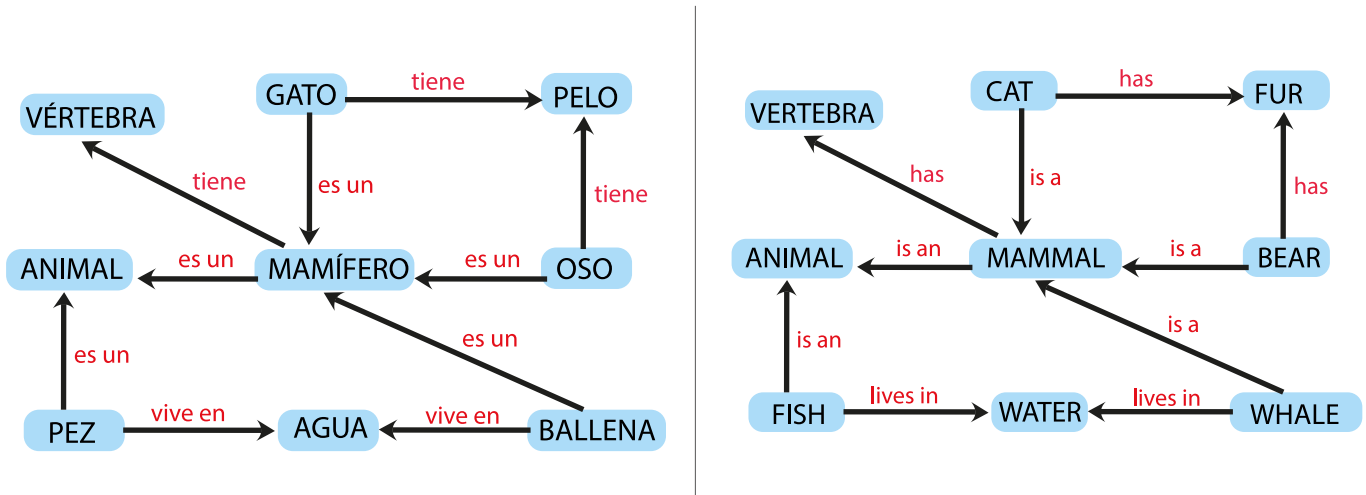 GATO
tiene
PELO
VÉRTEBRA
tiene
es un
tiene
ANIMAL
es un
MAMÍFERO
es un
OSO
es un
es un
PEZ
vive en
AGUA
vive en
BALLENA
CAT
has
FUR
VERTEBRA
has
is a
has
ANIMAL
is an
MAMMAL
is a
BEAR
is an
is a
FISH
lives in
WATER
lives in
WHALE